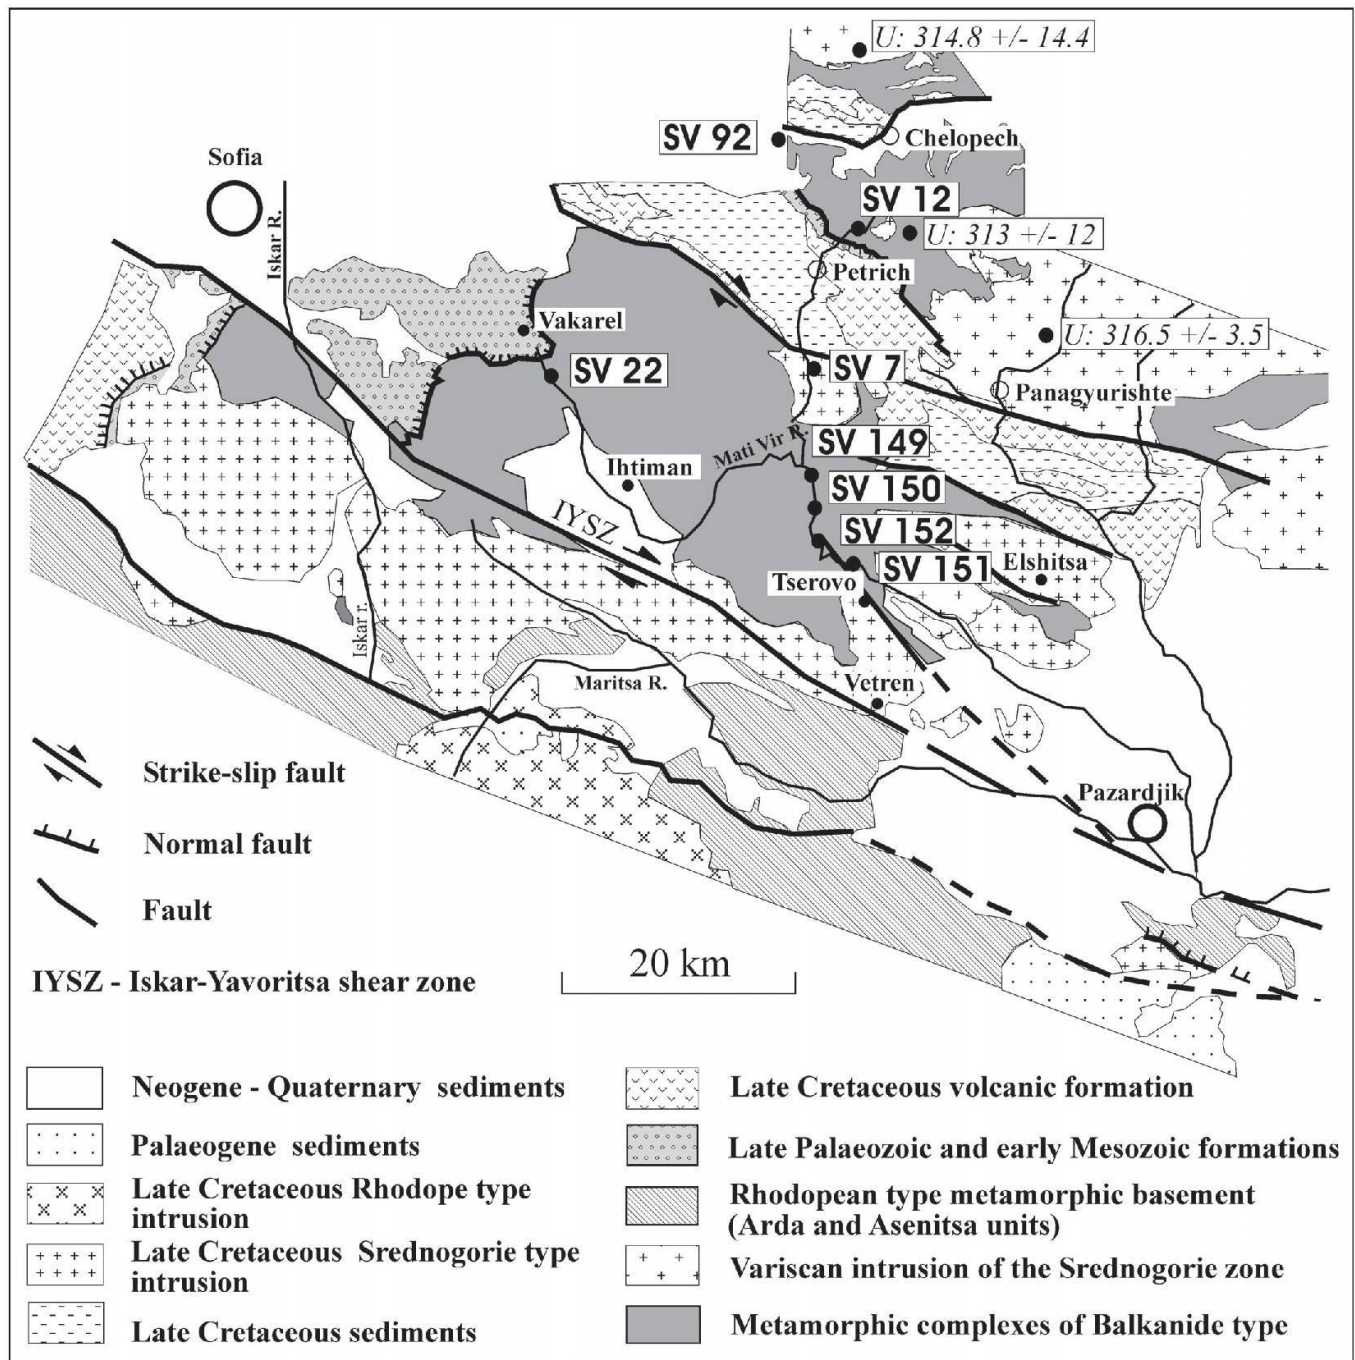 U: 314.8 +/- 14.4
SV 92
Chelopech
Sofia
Iskar R.
SV 12
U: 313 +/- 12
Petrich
Vakarel
U: 316.5 +/- 3.5
SV 22
SV 7
Panagyurishte
Mati Vir R.
SV 149
Ihtiman
SV 150
IYSZ
SV 152
Elshitsa
SV 151
Tserovo
Iskar r.
Maritsa R.
Vetren
Strike-slip fault
Pazardjik
Normal fault
Fault
20 km
IYSZ - Iskar-Yavoritsa shear zone
Neogene - Quaternary sediments
Palaeogene sediments
Late Cretaceous Rhodope type
intrusion
Late Cretaceous Srednogorie type
intrusion
Late Cretaceous sediments
Late Cretaceous volcanic formation
Late Palaeozoic and early Mesozoic formations
Rhodopean type metamorphic basement
(Arda and Asenitsa units)
Variscan intrusion of the Srednogorie zone
Metamorphic complexes of Balkanide type